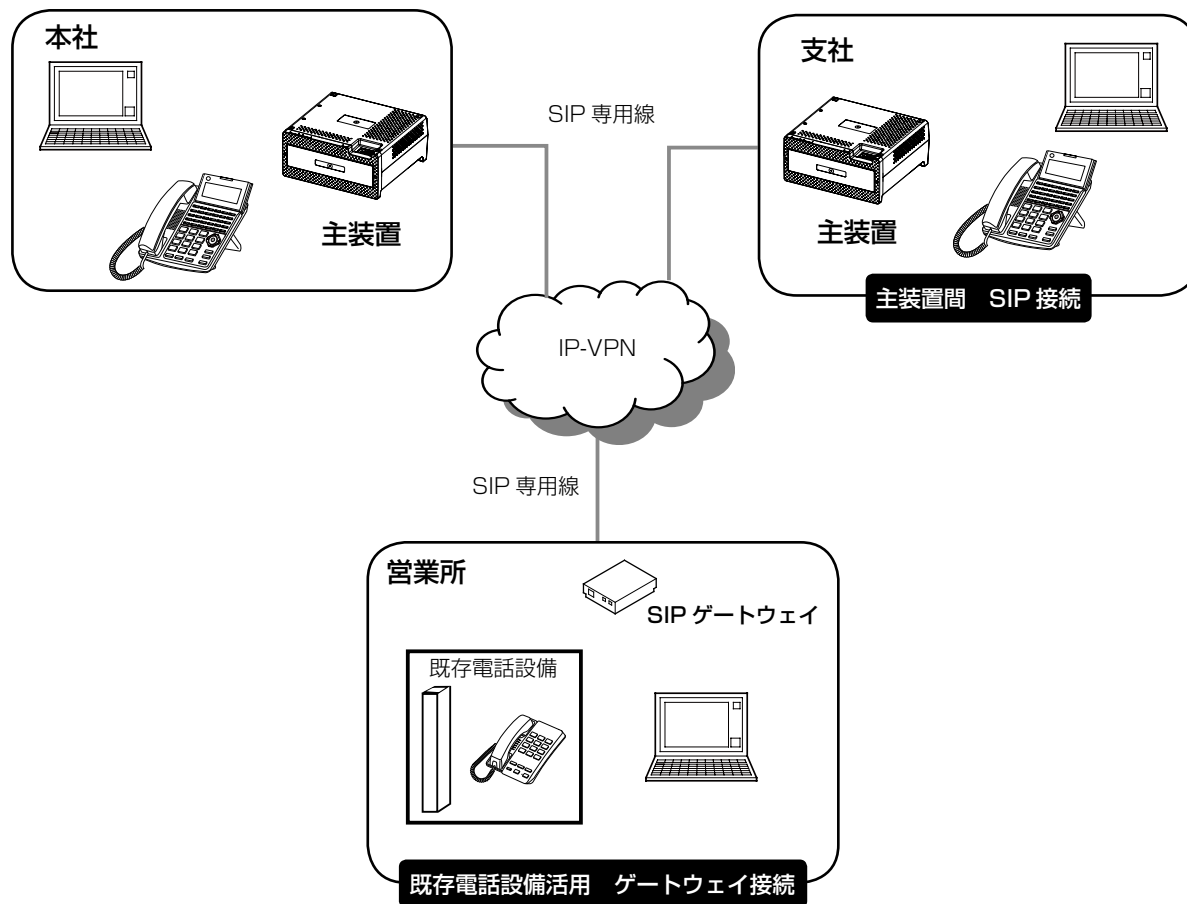 本社
主装置
SIP 専用線
支社
主装置
主装置間　SIP 接続
IP-VPN
SIP 専用線
営業所
SIP ゲートウェイ
既存電話設備
既存電話設備活用　ゲートウェイ接続